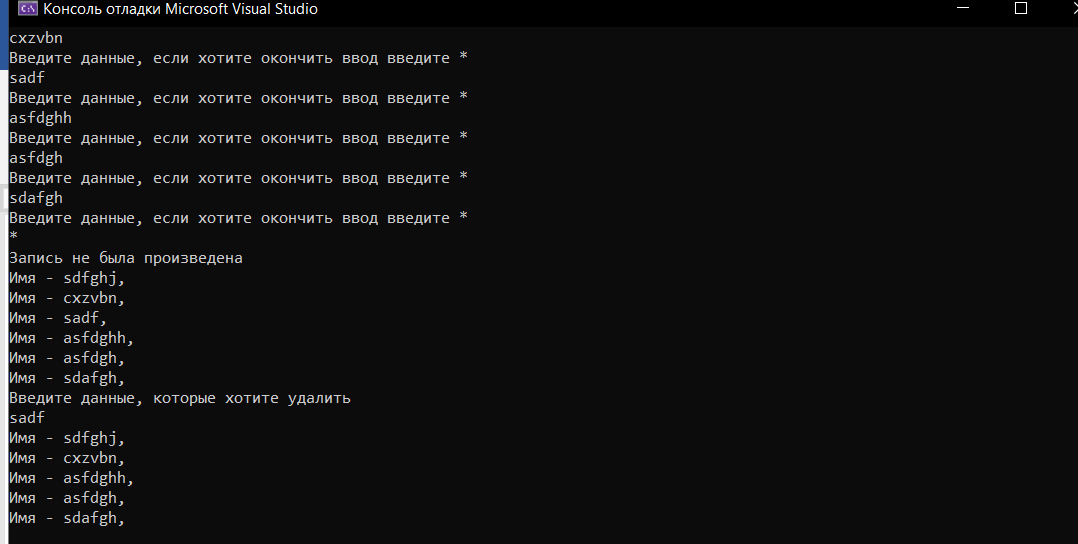 Консоль отладки Microsoft Visual Studio
cxzvbn
Введите данные, если хотите окончить ввод введите *
sadf
Введите данные, если хотите окончить ввод введите *
asfdghh
Введите данные, если хотите окончить ввод введите *
asfdgh
Введите данные, если хотите окончить ввод введите *
sdafgh
Введите данные, если хотите окончить ввод введите *
*
Запись не была произведена
Имя - sdfghj,
Имя - cxzvbn,
Имя - sadf,
Имя - asfdghh,
Имя - asfdgh,
Имя - sdafgh,
Введите данные, которые хотите удалить
sadf
Имя - sdfghj,
Имя - cxzvbn,
Имя - asfdghh,
Имя - asfdgh,
Имя - sdafgh,